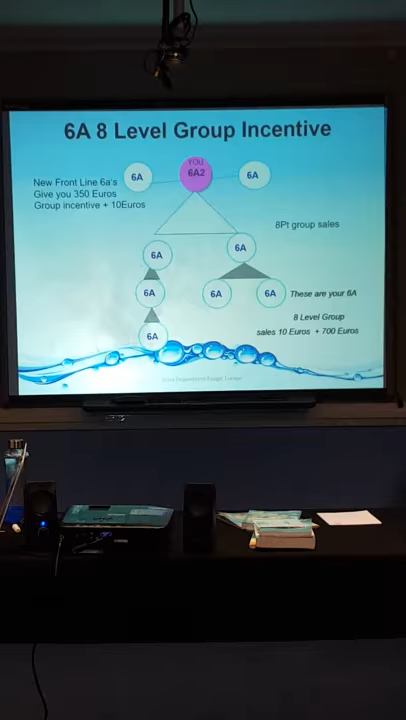 6A 8 Level Group Incentive
YOU
6A2
6A
6A
New Front Line 6a's
Give you 350 Euros
Group incentive + 10Euros
8Pt group sales
6A
6A
6A
6A
6A
These are your 6A
8 Level Group
sales 10 Euros + 700 Euros
6A